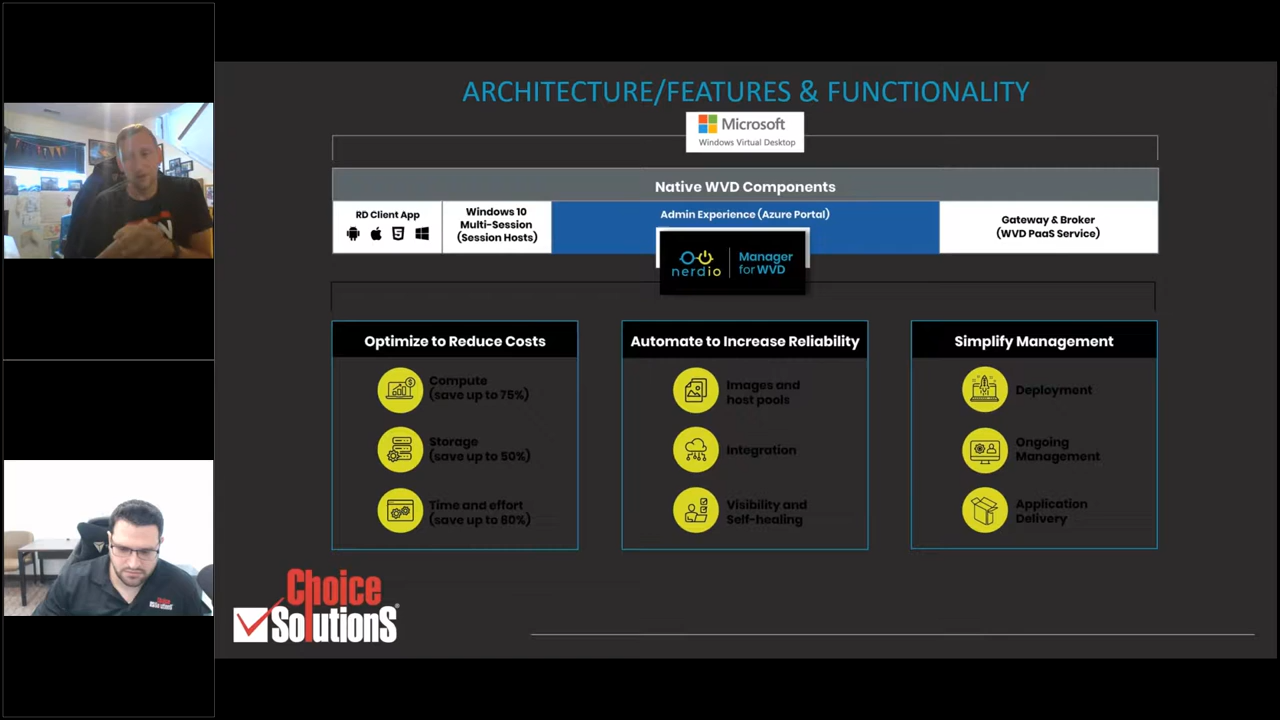 ARCHITECTURE/FEATURES & FUNCTIONALITY
Microsoft
Windows Virtual Desktop
Native WVD Components
RD Client App
Windows 10
Multi-Session
(Session Hosts)
Admin Experience (Azure Portal)
Gateway & Broker
(WVD PaaS Service)
nerdio
Manager
for WVD
Optimize to Reduce Costs
Compute
(save up to 75%)
Storage
(save up to 50%)
Time and effort
(save up to 60%)
Automate to Increase Reliability
Images and
host pools
Integration
Visibility and
Self-healing
Simplify Management
Deployment
Ongoing
Management
Application
Delivery
Choice
Solutions